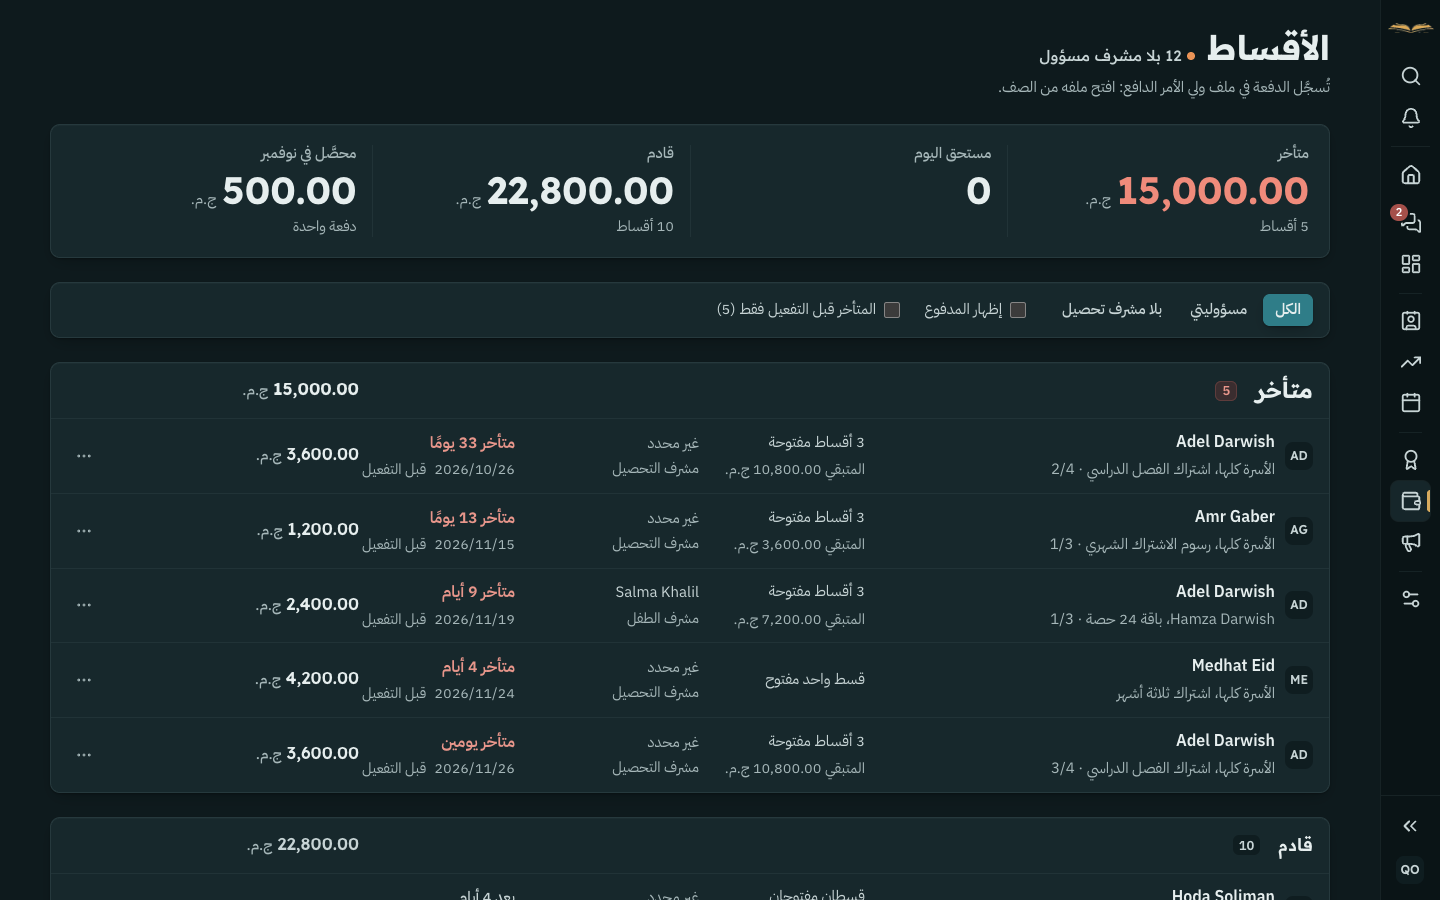 الأقساط
12 بلا مشرف مسؤول
تُسجَّل الدفعة في ملف ولي الأمر الدافع: افتح ملفه من الصف.
متأخر
15,000.00 ج.م.
5 أقساط
مستحق اليوم
0
قادم
22,800.00 ج.م.
10 أقساط
محصَّل في نوفمبر
500.00 ج.م.
دفعة واحدة
الكل
مسؤوليتي
بلا مشرف تحصيل
إظهار المدفوع
المتأخر قبل التفعيل فقط (5)
متأخر 5
15,000.00 ج.م.
AD
Adel Darwish
الأسرة كلها، اشتراك الفصل الدراسي · 2/4
3 أقساط مفتوحة
المتبقي 10,800.00 ج.م.
غير محدد
مشرف التحصيل
متأخر 33 يومًا
2026/10/26 قبل التفعيل
3,600.00 ج.م.
AG
Amr Gaber
الأسرة كلها، رسوم الاشتراك الشهري · 1/3
3 أقساط مفتوحة
المتبقي 3,600.00 ج.م.
غير محدد
مشرف التحصيل
متأخر 13 يومًا
2026/11/15 قبل التفعيل
1,200.00 ج.م.
AD
Adel Darwish
Hamza Darwish، باقة 24 حصة · 1/3
3 أقساط مفتوحة
المتبقي 7,200.00 ج.م.
Salma Khalil
مشرف الطفل
متأخر 9 أيام
2026/11/19 قبل التفعيل
2,400.00 ج.م.
ME
Medhat Eid
الأسرة كلها، اشتراك ثلاثة أشهر
قسط واحد مفتوح
غير محدد
مشرف التحصيل
متأخر 4 أيام
2026/11/24 قبل التفعيل
4,200.00 ج.م.
AD
Adel Darwish
الأسرة كلها، اشتراك الفصل الدراسي · 3/4
3 أقساط مفتوحة
المتبقي 10,800.00 ج.م.
غير محدد
مشرف التحصيل
متأخر يومين
2026/11/26 قبل التفعيل
3,600.00 ج.م.
قادم 10
22,800.00 ج.م.
Hoda Soliman
قسطان مفتوحان
غير محدد
بعد 4 أيام
2
QO